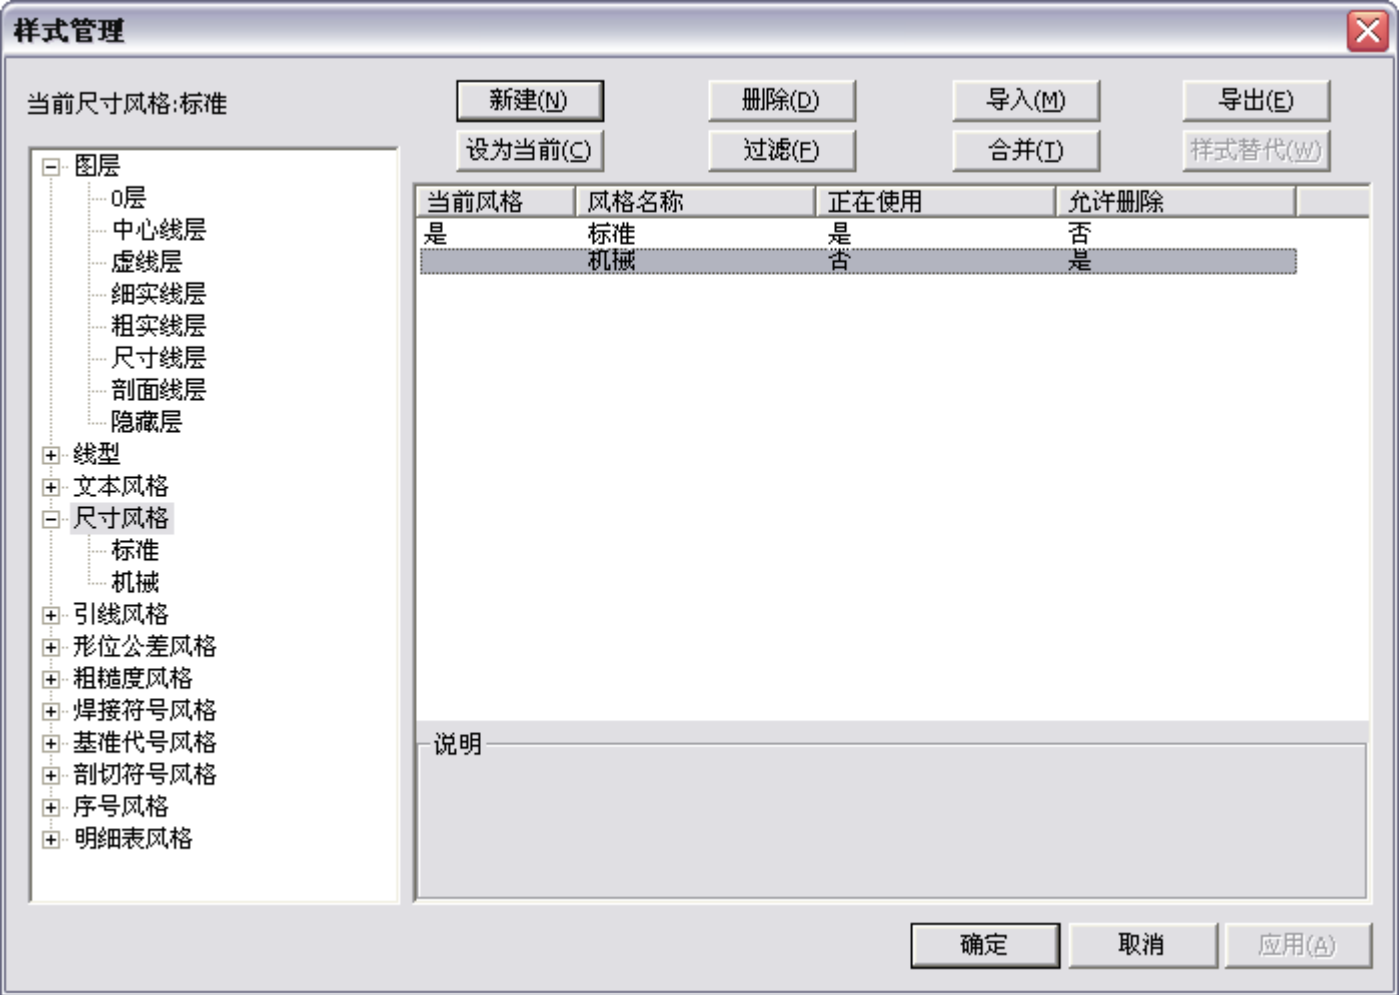 样式管理
当前尺寸风格:标准
新建(N) 删除(D) 导入(M) 导出(E)
设为当前(C) 过滤(F) 合并(T) 样式替代(W)
图层
0层
中心线层
虚线层
细实线层
粗实线层
尺寸线层
剖面线层
隐藏层
线型
文本风格
尺寸风格
标准
机械
引线风格
形位公差风格
粗糙度风格
焊接符号风格
基准代号风格
剖切符号风格
序号风格
明细表风格
当前风格 风格名称 正在使用 允许删除
是 标准 是 否
机械 否 是
说明
确定 取消 应用(A)